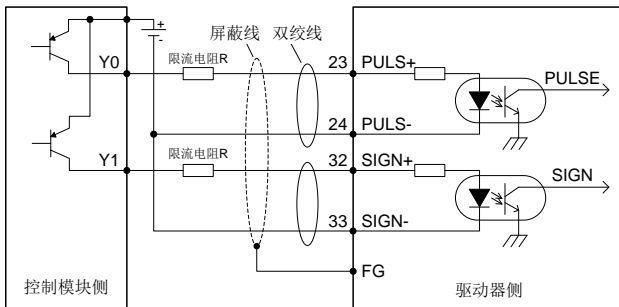 +
-
屏蔽线
双绞线
Y0
限流电阻R
23
PULS+
PULSE
24
PULS-
Y1
限流电阻R
32
SIGN+
SIGN
33
SIGN-
FG
控制模块侧
驱动器侧